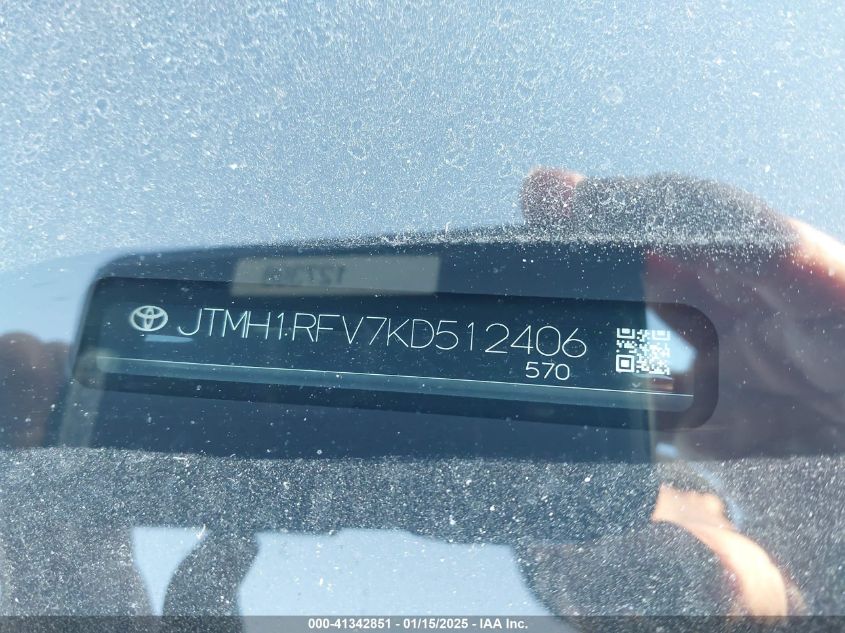 JTMH1RFV7KD512406
570
000-41342851 - 01/15/2025 - IAA Inc.